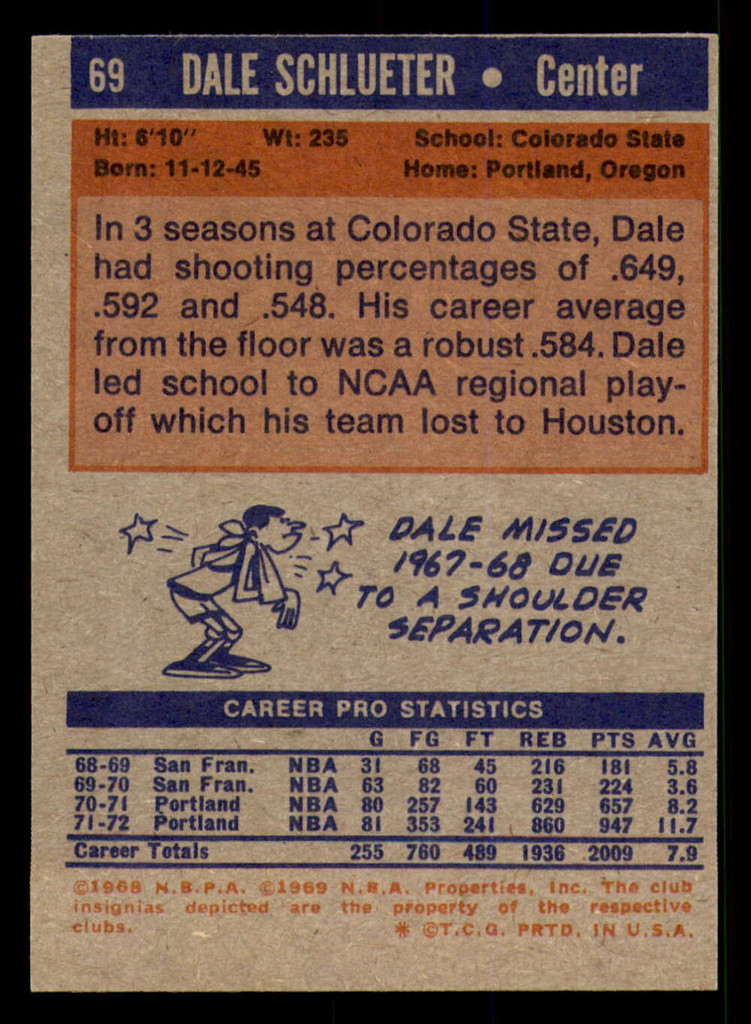 69 DALE SCHLUETER • Center
Ht: 6'10" Wt: 235 School: Colorado State
Born: 11-12-45 Home: Portland, Oregon
In 3 seasons at Colorado State, Dale
had shooting percentages of .649,
.592 and .548. His career average
from the floor was a robust .584. Dale
led school to NCAA regional play-
off which his team lost to Houston.
DALE MISSED
1967-68 DUE
TO A SHOULDER
SEPARATION.
CAREER PRO STATISTICS
G FG FT REB PTS AVG
68-69 San Fran. NBA 31 68 45 216 181 5.8
69-70 San Fran. NBA 63 82 60 231 224 3.6
70-71 Portland NBA 80 257 143 629 657 8.2
71-72 Portland NBA 81 353 241 860 947 11.7
Career Totals 255 760 489 1936 2009 7.9
©1968 N.B.P.A. ©1969 N.B.A. Properties, Inc. The club
insignias depicted are the property of the respective
clubs. * ©T.C.G. PRTD. IN U.S.A.